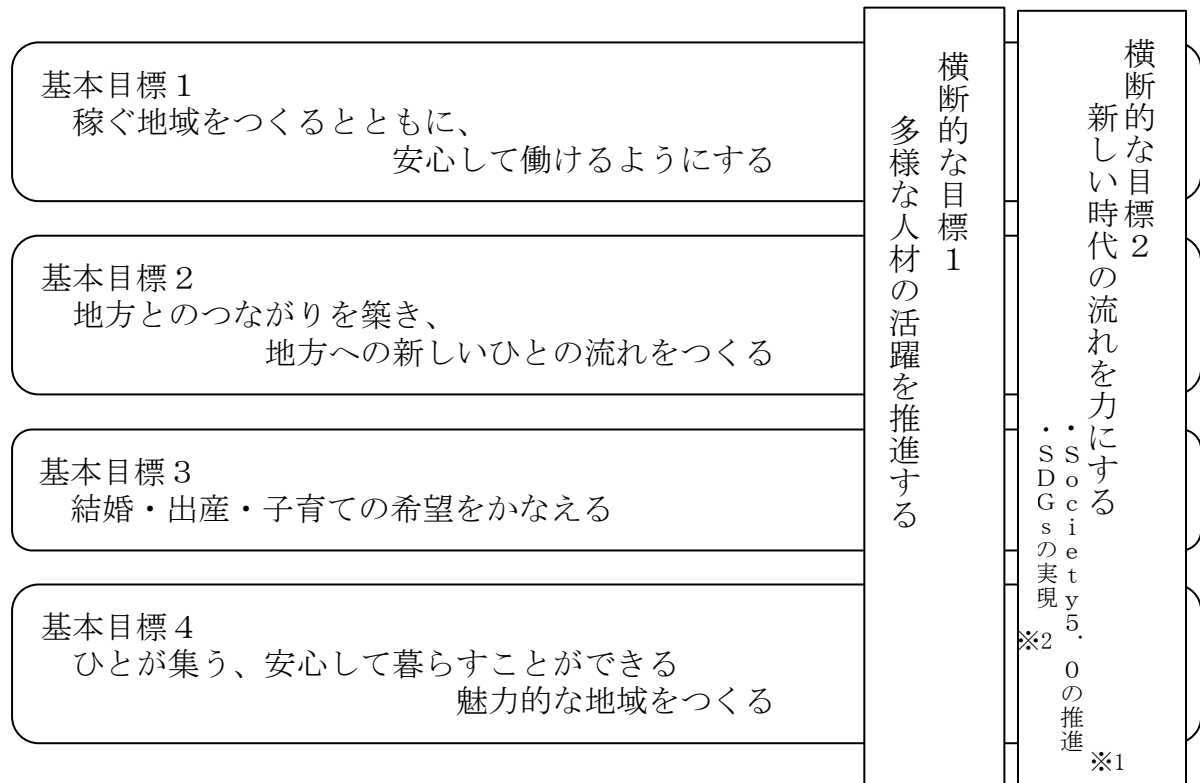 基本目標１
稼ぐ地域をつくるとともに、
安心して働けるようにする
基本目標２
地方とのつながりを築き、
地方への新しいひとの流れをつくる
基本目標３
結婚・出産・子育ての希望をかなえる
基本目標４
ひとが集う、安心して暮らすことができる
魅力的な地域をつくる
横断的な目標１
多様な人材の活躍を推進する
横断的な目標２
新しい時代の流れを力にする
・Ｓｏｃｉｅｔｙ５．０の推進 ※1
・ＳＤＧｓの実現 ※2